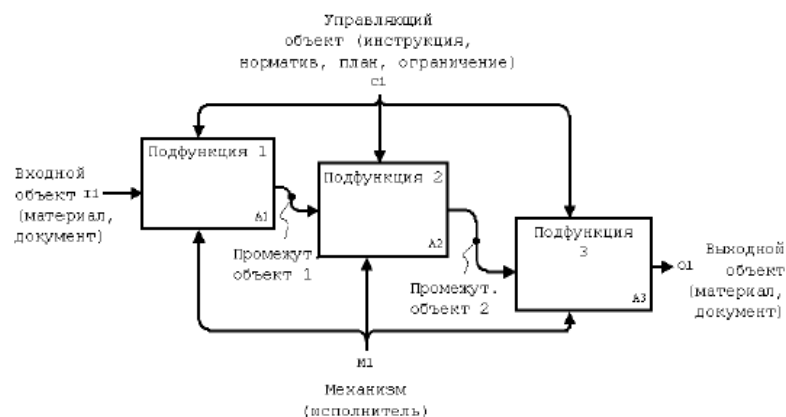 Управляющий
объект (инструкция,
норматив, план, ограничение)
C1
Подфункция 1
A1
Входной
объект I1
(материал,
документ)
Подфункция 2
A2
Промежут.
объект 1
Подфункция
3
A3
Промежут.
объект 2
O1 Выходной
объект
(материал,
документ)
M1
Механизм
(исполнитель)